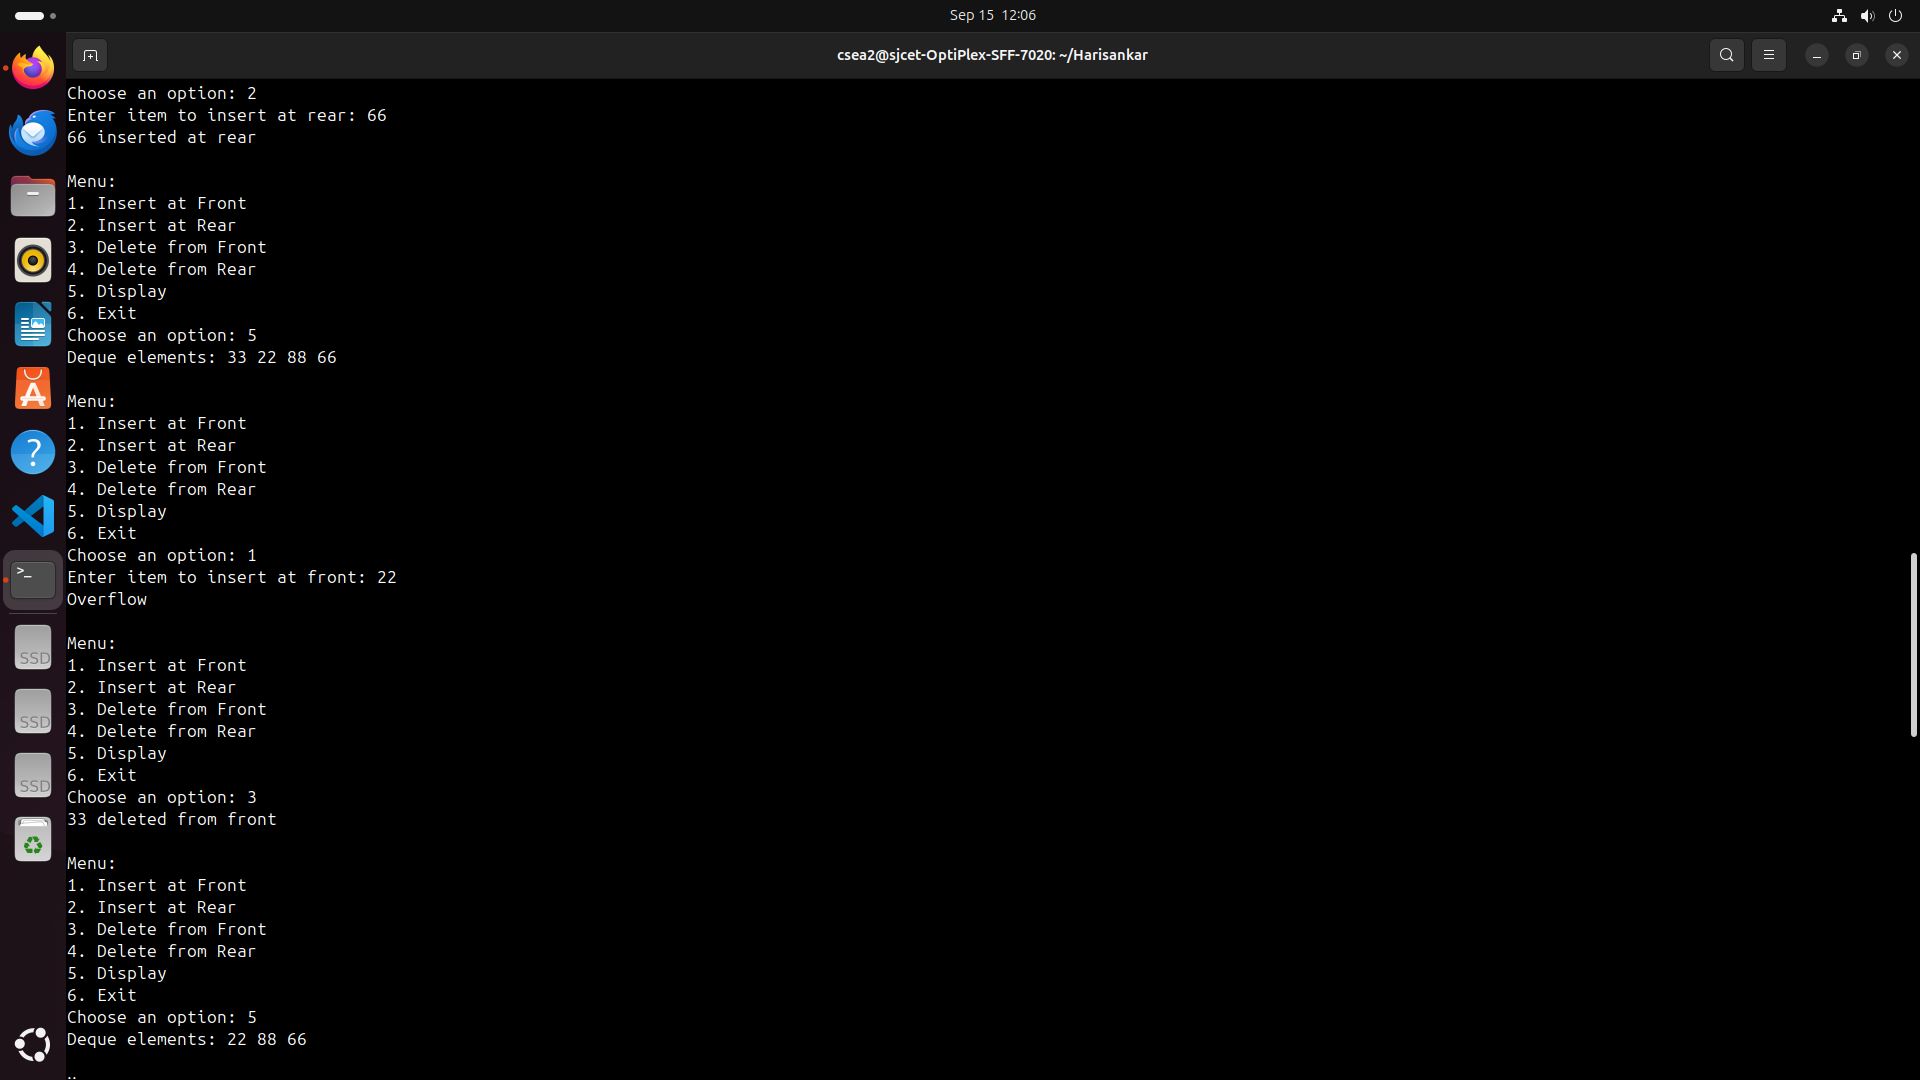 Sep 15 12:06
csea2@sjcet-OptiPlex-SFF-7020: ~/Harisankar
Choose an option: 2
Enter item to insert at rear: 66
66 inserted at rear
Menu:
1. Insert at Front
2. Insert at Rear
3. Delete from Front
4. Delete from Rear
5. Display
6. Exit
Choose an option: 5
Deque elements: 33 22 88 66
Menu:
1. Insert at Front
2. Insert at Rear
3. Delete from Front
4. Delete from Rear
5. Display
6. Exit
Choose an option: 1
Enter item to insert at front: 22
Overflow
Menu:
1. Insert at Front
2. Insert at Rear
3. Delete from Front
4. Delete from Rear
5. Display
6. Exit
Choose an option: 3
33 deleted from front
Menu:
1. Insert at Front
2. Insert at Rear
3. Delete from Front
4. Delete from Rear
5. Display
6. Exit
Choose an option: 5
Deque elements: 22 88 66
SSD
SSD
SSD